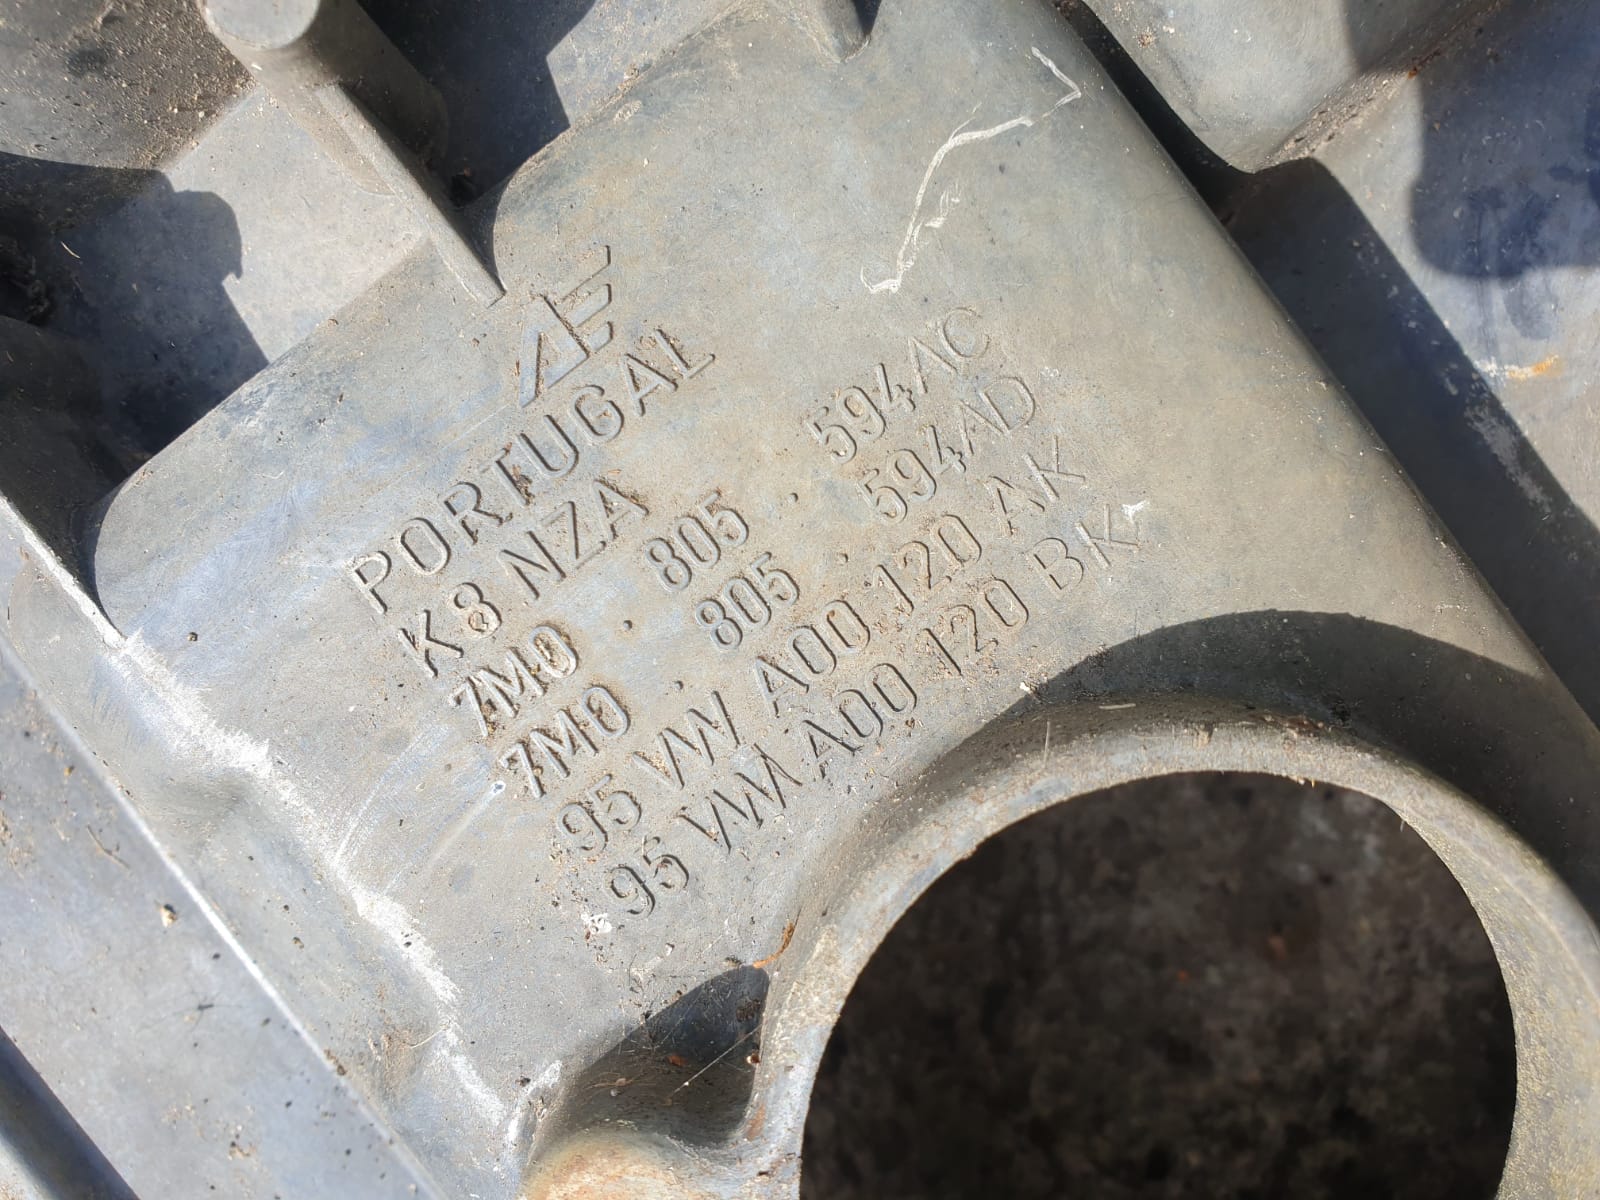 AE
PORTUGAL
K8 NZA
7M0 · 805 · 594AC
7M0 · 805 · 594AD
95 VW A00 120 AK
95 VW A00 120 BK